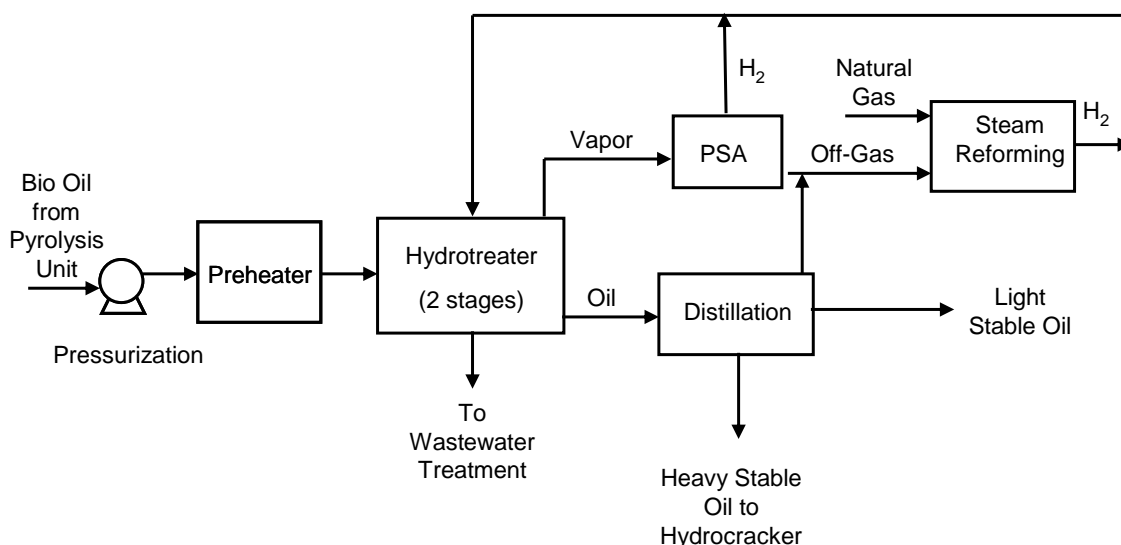 H2
Natural
Gas
H2
Steam
Reforming
Vapor
PSA
Off-Gas
Bio Oil
from
Pyrolysis
Unit
Preheater
Hydrotreater
(2 stages)
Oil
Distillation
Light
Stable Oil
Pressurization
To
Wastewater
Treatment
Heavy Stable
Oil to
Hydrocracker